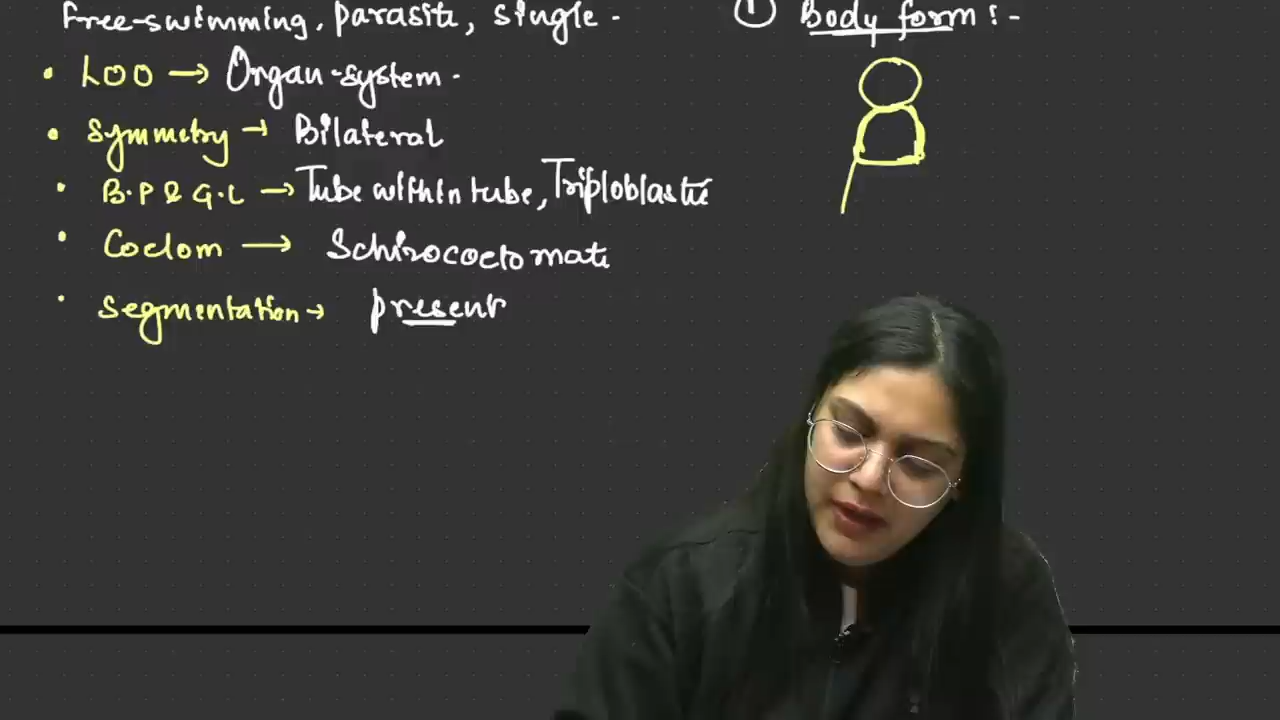 Free-swimming, parasite, single.
• LOO → Organ-system.
• Symmetry → Bilateral
• B.P & G.L → Tube within tube, Triploblastic
• Coelom → Schizocoelomate
• Segmentation → present
① Body form :-